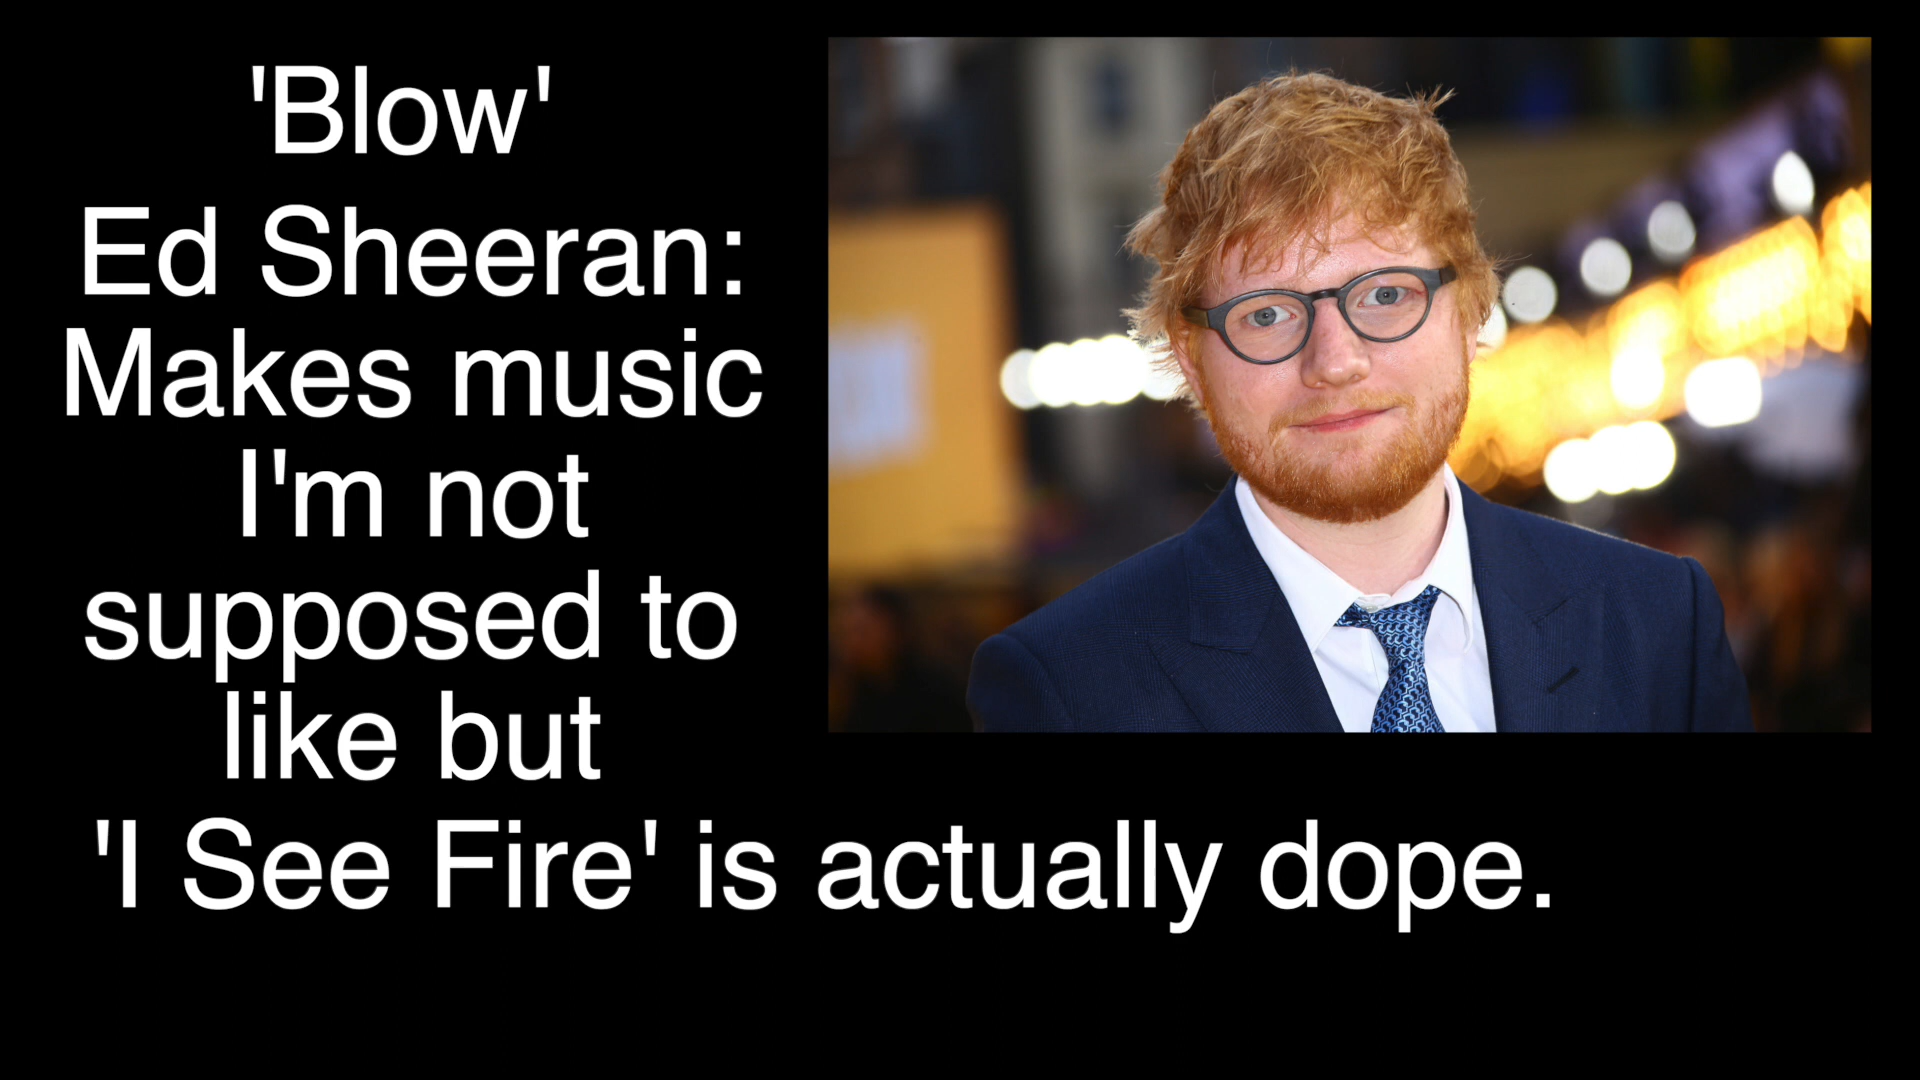 'Blow'
Ed Sheeran:
Makes music
I'm not
supposed to
like but
'I See Fire' is actually dope.